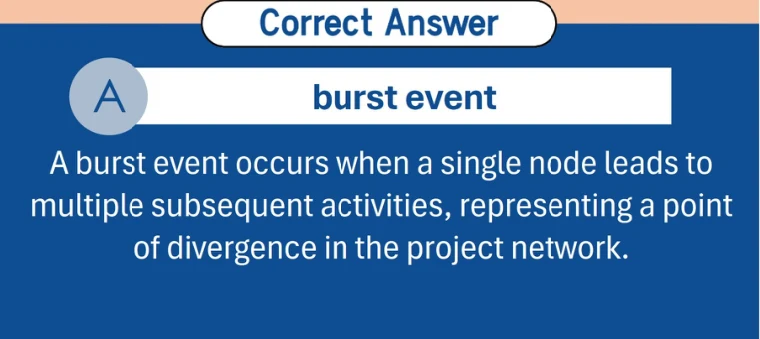 Correct Answer
A
burst event
A burst event occurs when a single node leads to
multiple subsequent activities, representing a point
of divergence in the project network.